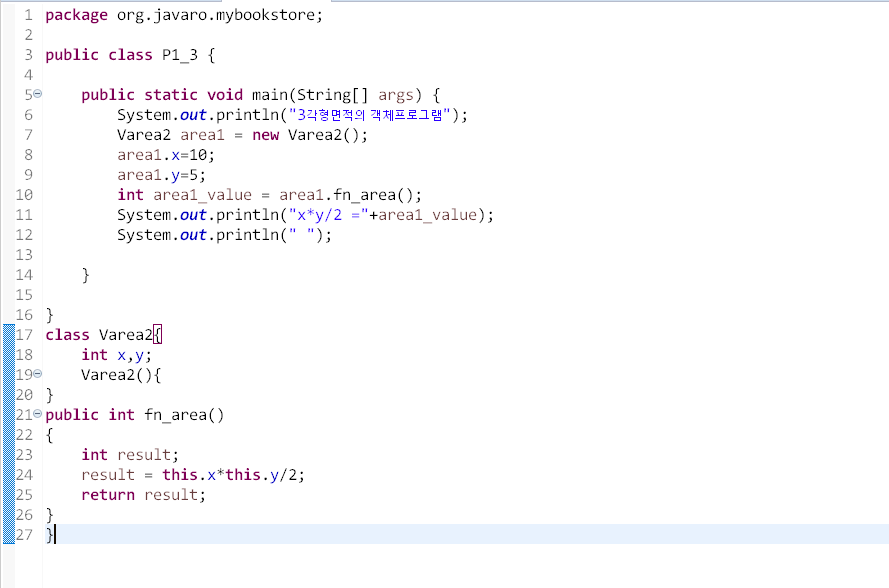 1 package org.javaro.mybookstore;
2
3 public class P1_3 {
4
5 public static void main(String[] args) {
6 System.out.println("3각형면적의 객체프로그램");
7 Varea2 area1 = new Varea2();
8 area1.x=10;
9 area1.y=5;
10 int area1_value = area1.fn_area();
11 System.out.println("x*y/2 ="+area1_value);
12 System.out.println(" ");
13
14 }
15
16 }
17 class Varea2{
18 int x,y;
19 Varea2(){
20 }
21 public int fn_area()
22 {
23 int result;
24 result = this.x*this.y/2;
25 return result;
26 }
27 }